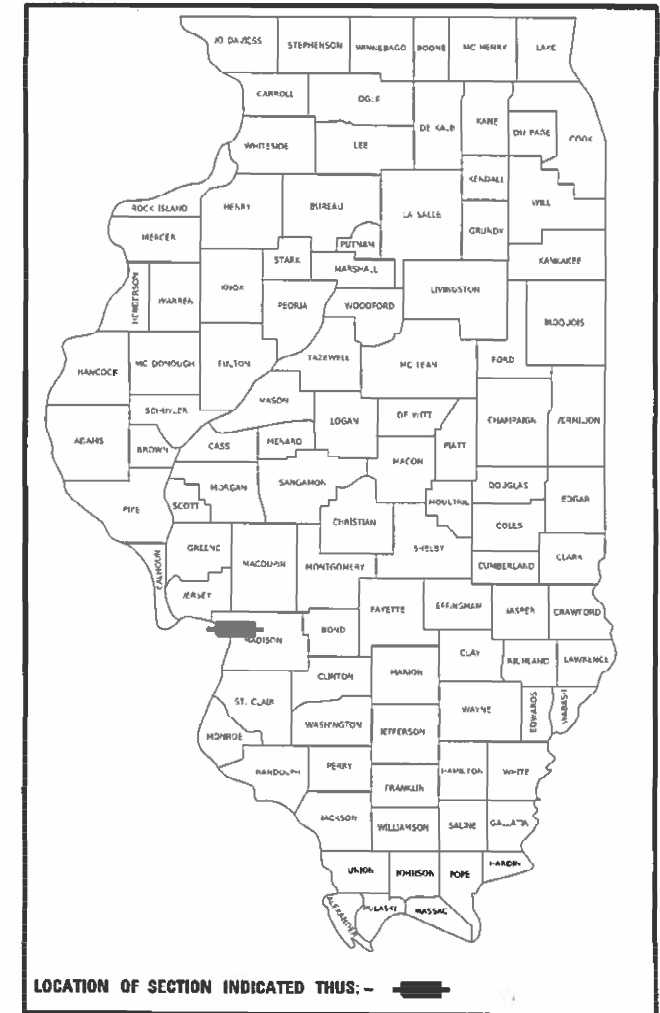 JO DAVIESS STEPHENSON WINNEBAGO BOONE MC HENRY LAKE
CARROLL OGLE DE KALB KANE DU PAGE COOK
WHITESIDE LEE
KENDALL
ROCK ISLAND HENRY BUREAU LA SALLE WILL
MERCER PUTNAM GRUNDY
STARK MARSHALL KANKAKEE
HENDERSON WARREN KNOX PEORIA WOODFORD LIVINGSTON
IROQUOIS
HANCOCK MC DONOUGH FULTON TAZEWELL MC LEAN FORD
MASON
SCHUYLER LOGAN DE WITT CHAMPAIGN VERMILION
ADAMS BROWN CASS MENARD PIATT
MACON
MORGAN SANGAMON DOUGLAS
PIKE SCOTT MOULTRIE EDGAR
CHRISTIAN COLES
GREENE SHELBY
CALHOUN MACOUPIN MONTGOMERY CUMBERLAND CLARK
JERSEY FAYETTE EFFINGHAM JASPER CRAWFORD
MADISON BOND
CLAY RICHLAND LAWRENCE
CLINTON MARION
ST. CLAIR WAYNE EDWARDS WABASH
WASHINGTON JEFFERSON
MONROE
RANDOLPH PERRY HAMILTON WHITE
FRANKLIN
JACKSON WILLIAMSON SALINE GALLATIN
UNION JOHNSON POPE HARDIN
ALEXANDER PULASKI MASSAC
LOCATION OF SECTION INDICATED THUS: -